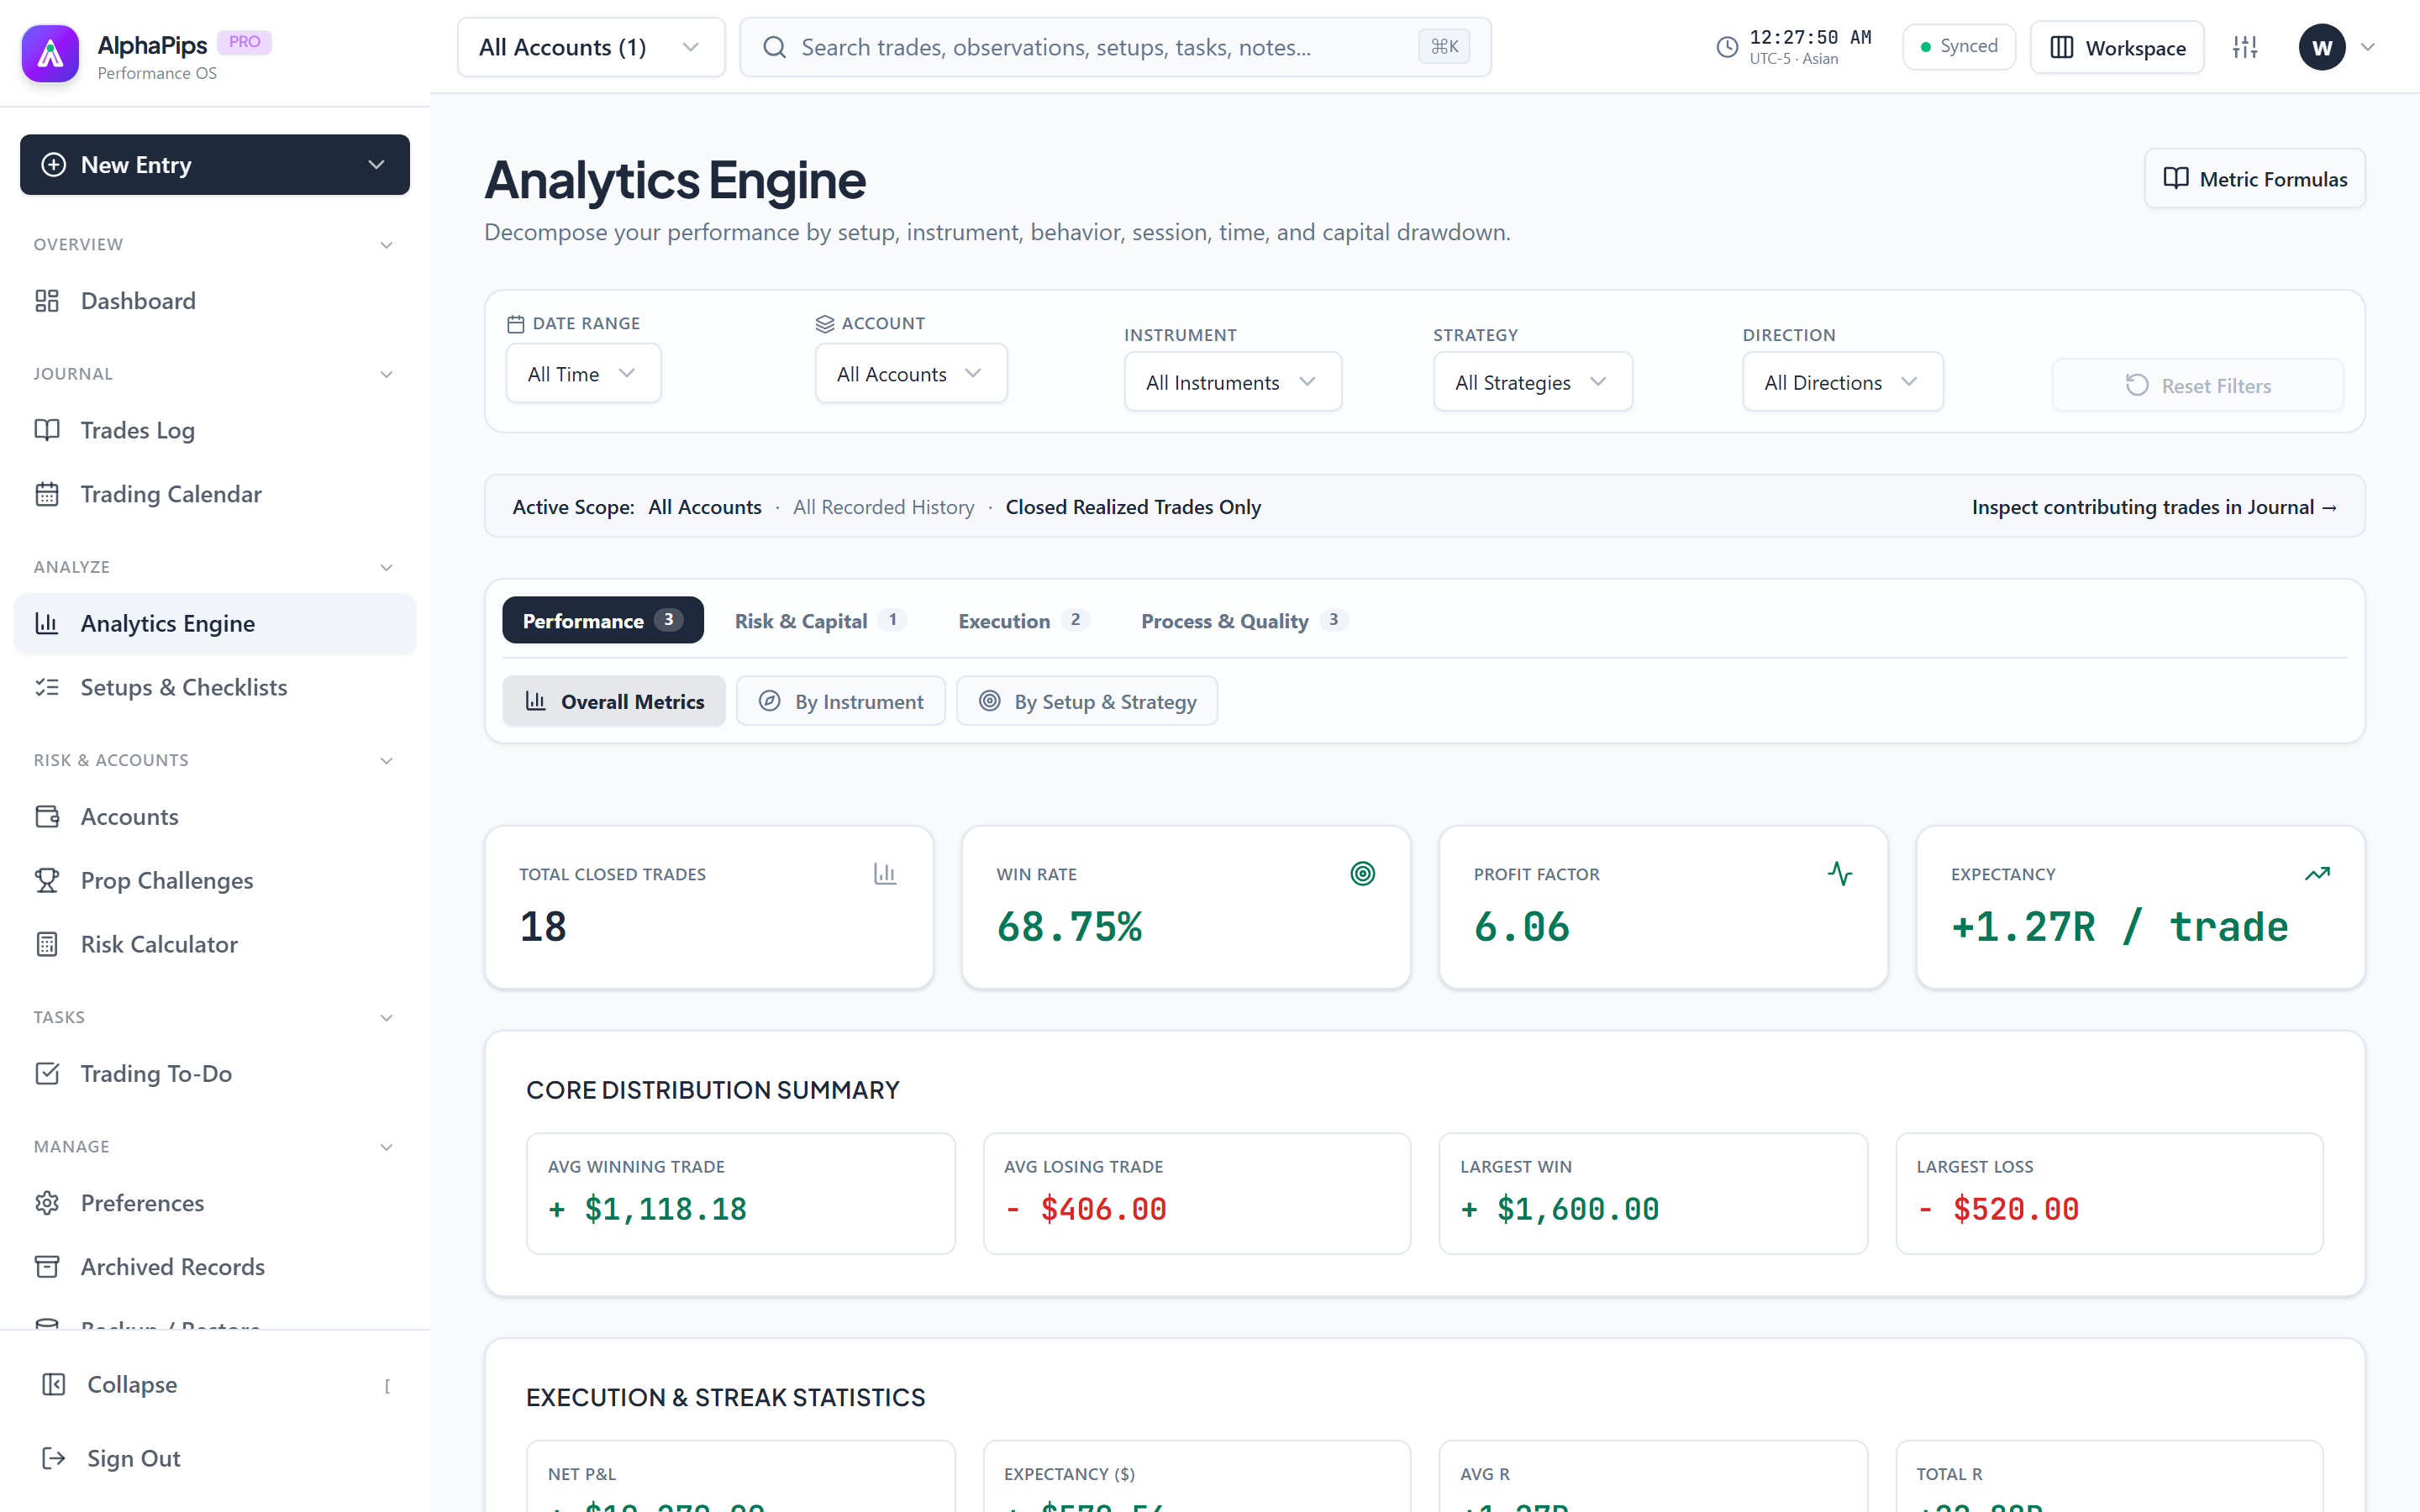 AlphaPips PRO
Performance OS
All Accounts (1)
Search trades, observations, setups, tasks, notes...
⌘K
12:27:50 AM
UTC-5 · Asian
Synced
Workspace
W
New Entry
OVERVIEW
Dashboard
JOURNAL
Trades Log
Trading Calendar
ANALYZE
Analytics Engine
Setups & Checklists
RISK & ACCOUNTS
Accounts
Prop Challenges
Risk Calculator
TASKS
Trading To-Do
MANAGE
Preferences
Archived Records
Backup / Restore
Collapse [
Sign Out
Analytics Engine
Decompose your performance by setup, instrument, behavior, session, time, and capital drawdown.
Metric Formulas
DATE RANGE
All Time
ACCOUNT
All Accounts
INSTRUMENT
All Instruments
STRATEGY
All Strategies
DIRECTION
All Directions
Reset Filters
Active Scope: All Accounts · All Recorded History · Closed Realized Trades Only
Inspect contributing trades in Journal →
Performance 3
Risk & Capital 1
Execution 2
Process & Quality 3
Overall Metrics
By Instrument
By Setup & Strategy
TOTAL CLOSED TRADES
18
WIN RATE
68.75%
PROFIT FACTOR
6.06
EXPECTANCY
+1.27R / trade
CORE DISTRIBUTION SUMMARY
AVG WINNING TRADE
+ $1,118.18
AVG LOSING TRADE
- $406.00
LARGEST WIN
+ $1,600.00
LARGEST LOSS
- $520.00
EXECUTION & STREAK STATISTICS
NET P&L
EXPECTANCY ($)
AVG R
TOTAL R